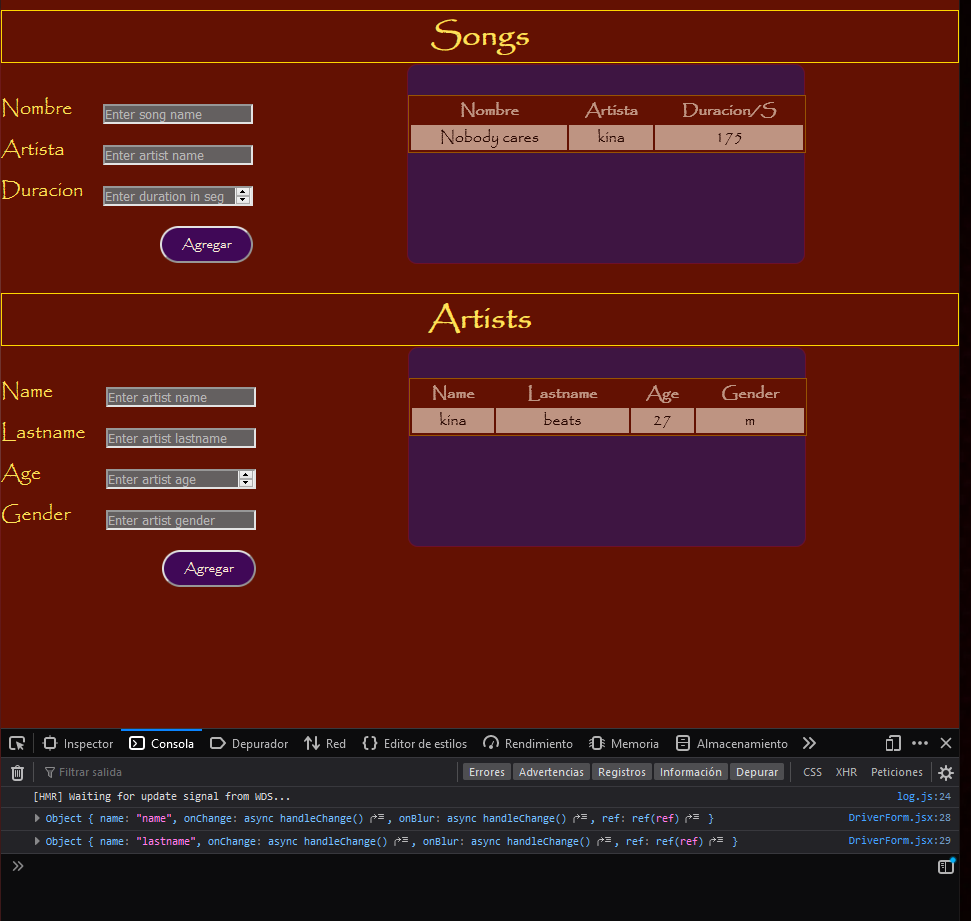 Songs
Nombre Enter song name
Artista Enter artist name
Duracion Enter duration in seg
Agregar
Nombre Artista Duracion/S
Nobody cares kina 175
Artists
Name Enter artist name
Lastname Enter artist lastname
Age Enter artist age
Gender Enter artist gender
Agregar
Name Lastname Age Gender
kina beats 27 m
Inspector Consola Depurador Red Editor de estilos Rendimiento Memoria Almacenamiento
Filtrar salida Errores Advertencias Registros Información Depurar CSS XHR Peticiones
[HMR] Waiting for update signal from WDS... log.js:24
Object { name: "name", onChange: async handleChange(), onBlur: async handleChange(), ref: ref(ref) } DriverForm.jsx:28
Object { name: "lastname", onChange: async handleChange(), onBlur: async handleChange(), ref: ref(ref) } DriverForm.jsx:29